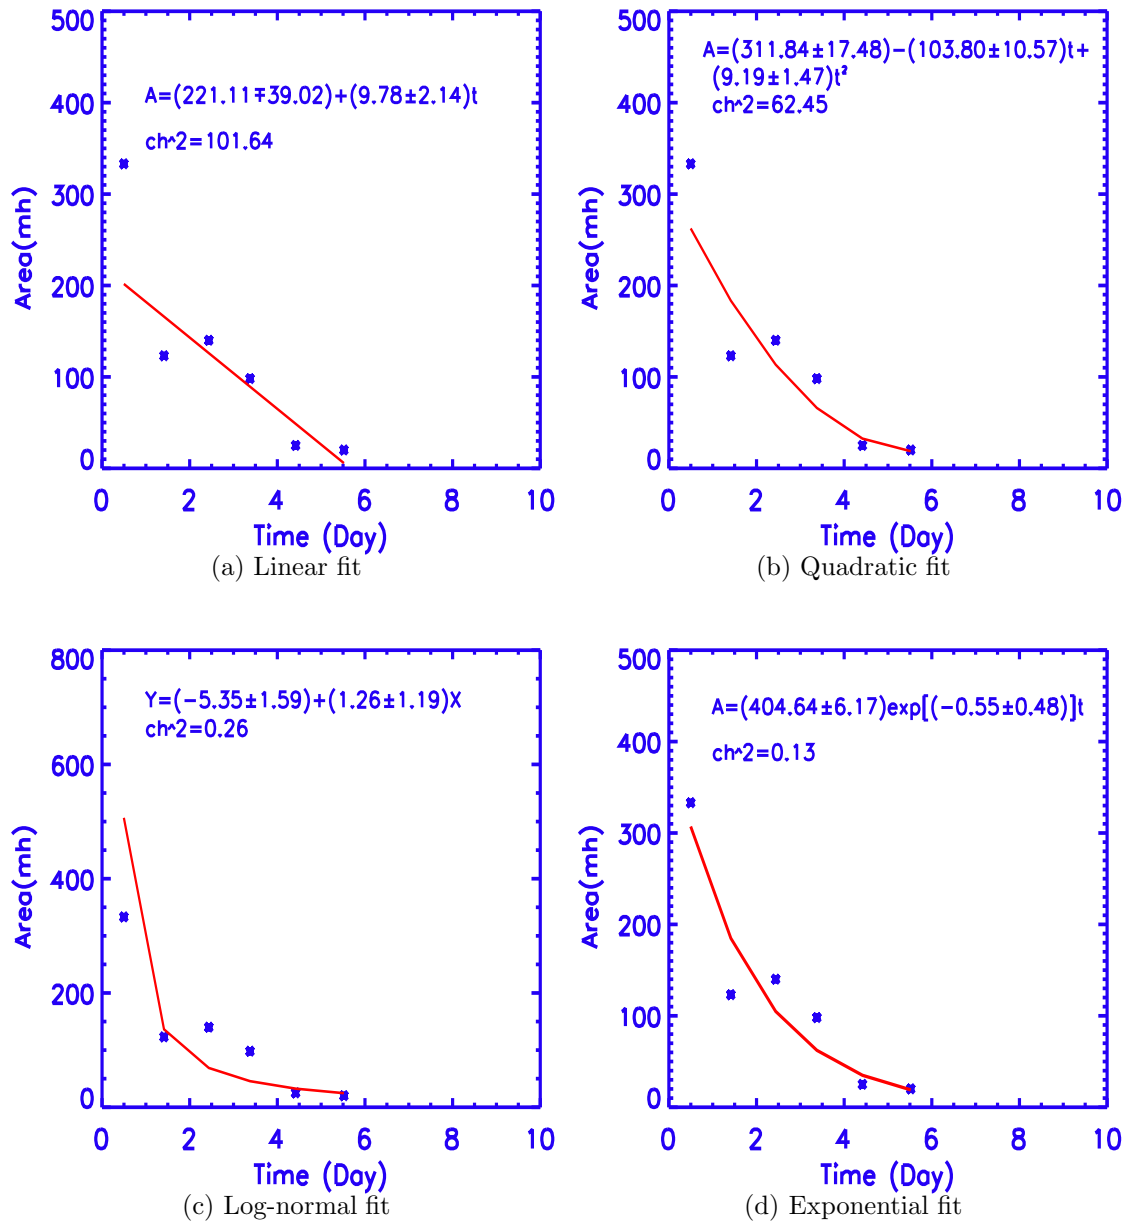 500
400
300
200
100
0
Area(mh)
A=(221.11∓39.02)+(9.78±2.14)t
ch^2=101.64
0 2 4 6 8 10
Time (Day)
(a) Linear fit
500
400
300
200
100
0
Area(mh)
A=(311.84±17.48)−(103.80±10.57)t+
(9.19±1.47)t²
ch^2=62.45
0 2 4 6 8 10
Time (Day)
(b) Quadratic fit
800
600
400
200
0
Area(mh)
Y=(−5.35±1.59)+(1.26±1.19)X
ch^2=0.26
0 2 4 6 8 10
Time (Day)
(c) Log-normal fit
500
400
300
200
100
0
Area(mh)
A=(404.64±6.17)exp[(−0.55±0.48)]t
ch^2=0.13
0 2 4 6 8 10
Time (Day)
(d) Exponential fit